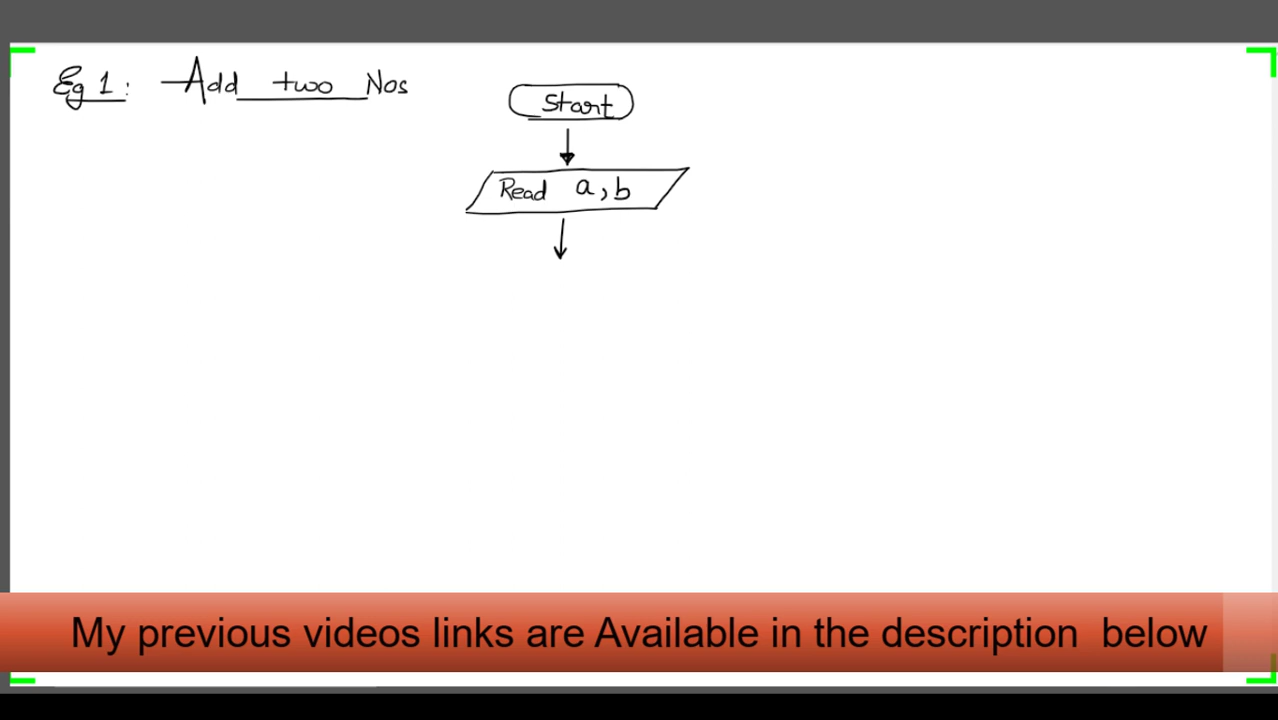 Eg 1: Add two Nos
Start
Read a, b
My previous videos links are Available in the description below